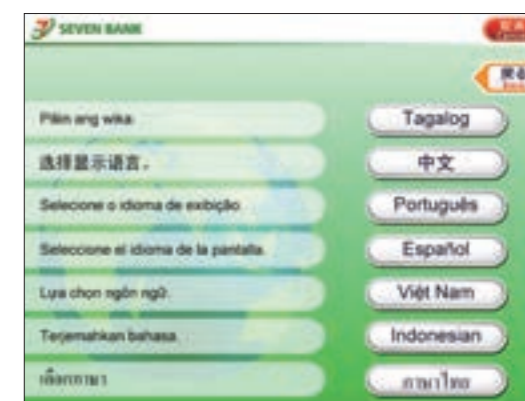 SEVEN BANK
Piliin ang wika
Tagalog
选择显示语言。
中文
Selecione o idioma de exibição
Português
Seleccione el idioma de la pantalla.
Español
Lựa chọn ngôn ngữ.
Việt Nam
Terjemahkan bahasa
Indonesian
เลือกภาษา
ภาษาไทย